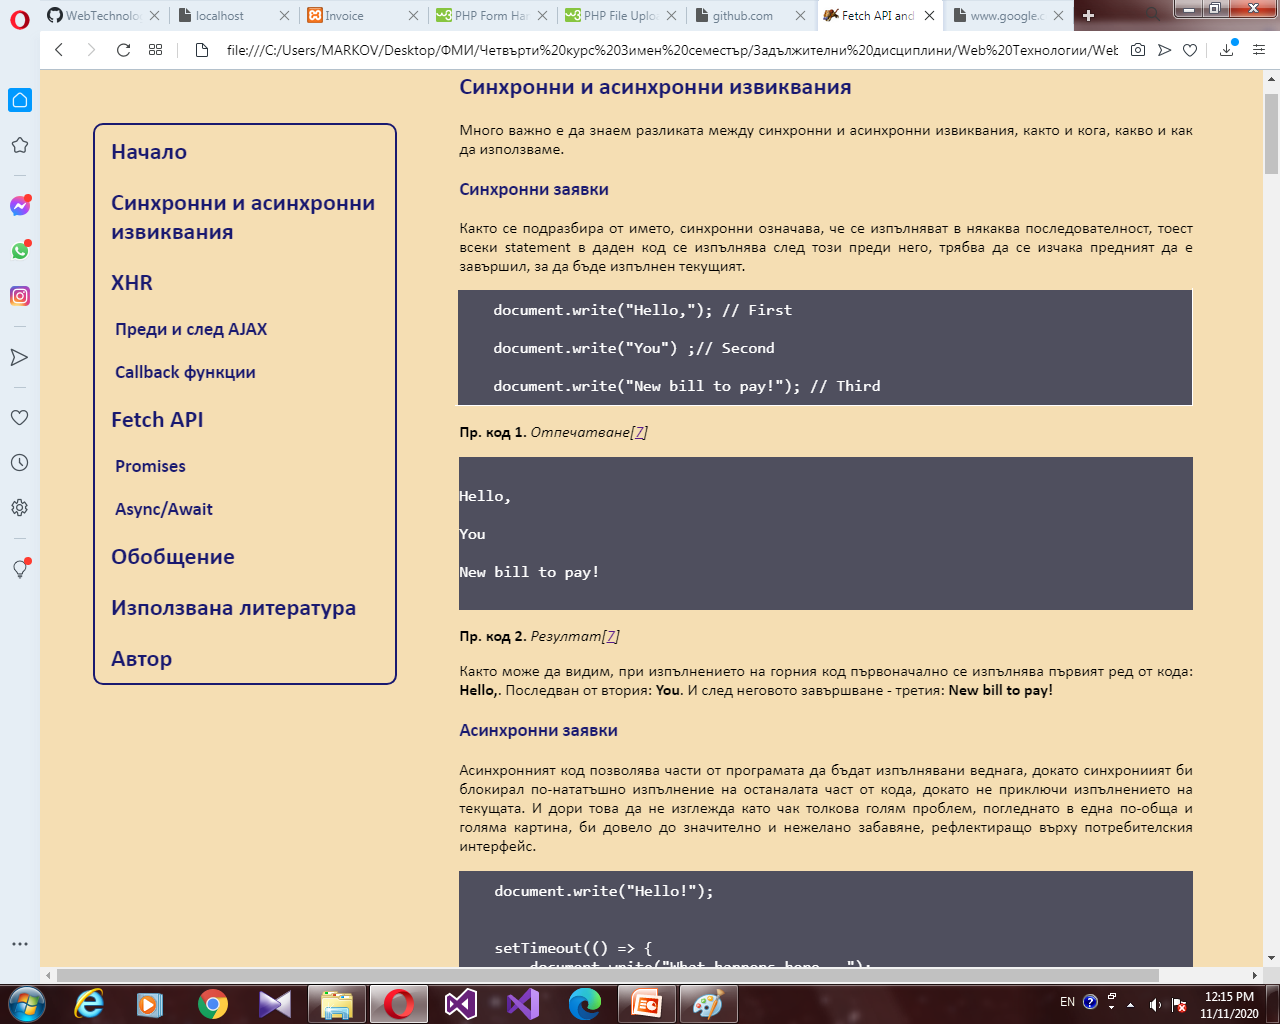 WebTechnolo
localhost
Invoice
PHP Form Har
PHP File Uploa
github.com
Fetch API and
www.google.c
file:///C:/Users/MARKOV/Desktop/ФМИ/Четвърти%20курс%203имен%20семестър/Задължителни%20дисциплини/Web%20Технологии/Web
Начало
Синхронни и асинхронни
извиквания
XHR
Преди и след AJAX
Callback функции
Fetch API
Promises
Async/Await
Обобщение
Използвана литература
Автор
Синхронни и асинхронни извиквания
Много важно е да знаем разликата между синхронни и асинхронни извиквания, както и кога, какво и как
да използваме.
Синхронни заявки
Както се подразбира от името, синхронни означава, че се изпълняват в някаква последователност, тоест
всеки statement в даден код се изпълнява след този преди него, трябва да се изчака предният да е
завършил, за да бъде изпълнен текущият.
document.write("Hello,"); // First
document.write("You") ;// Second
document.write("New bill to pay!"); // Third
Пр. код 1. Отпечатване[7]
Hello,
You
New bill to pay!
Пр. код 2. Резултат[7]
Както може да видим, при изпълнението на горния код първоначално се изпълнява първият ред от кода:
Hello,. Последван от втория: You. И след неговото завършване - третия: New bill to pay!
Асинхронни заявки
Асинхронният код позволява части от програмата да бъдат изпълнявани веднага, докато синхрониият би
блокирал по-нататъшно изпълнение на останалата част от кода, докато не приключи изпълнението на
текущата. И дори това да не изглежда като чак толкова голям проблем, погледнато в една по-обща и
голяма картина, би довело до значително и нежелано забавяне, рефлектиращо върху потребителския
интерфейс.
document.write("Hello!");
setTimeout(() => {
document.write("What happens here...");
EN
12:15 PM
11/11/2020